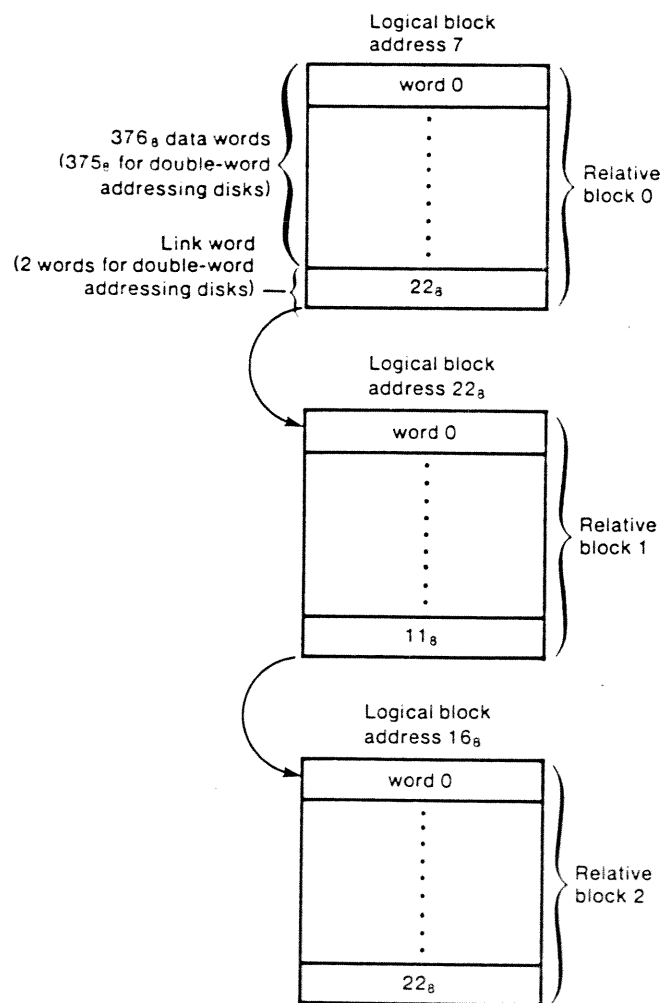 Logical block
address 7
word 0
376₈ data words
(375₈ for double-word
addressing disks)
Relative
block 0
Link word
(2 words for double-word
addressing disks)
22₈
Logical block
address 22₈
word 0
Relative
block 1
11₈
Logical block
address 16₈
word 0
Relative
block 2
22₈